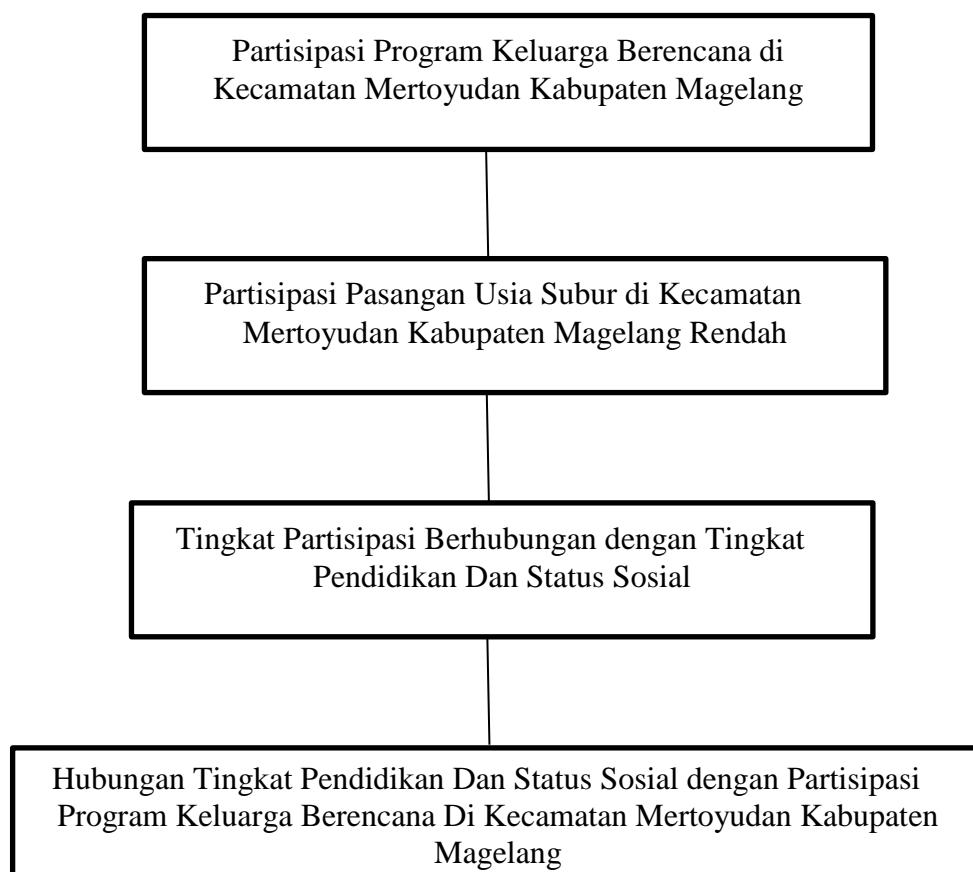 Partisipasi Program Keluarga Berencana di
Kecamatan Mertoyudan Kabupaten Magelang
Partisipasi Pasangan Usia Subur di Kecamatan
Mertoyudan Kabupaten Magelang Rendah
Tingkat Partisipasi Berhubungan dengan Tingkat
Pendidikan Dan Status Sosial
Hubungan Tingkat Pendidikan Dan Status Sosial dengan Partisipasi
Program Keluarga Berencana Di Kecamatan Mertoyudan Kabupaten
Magelang